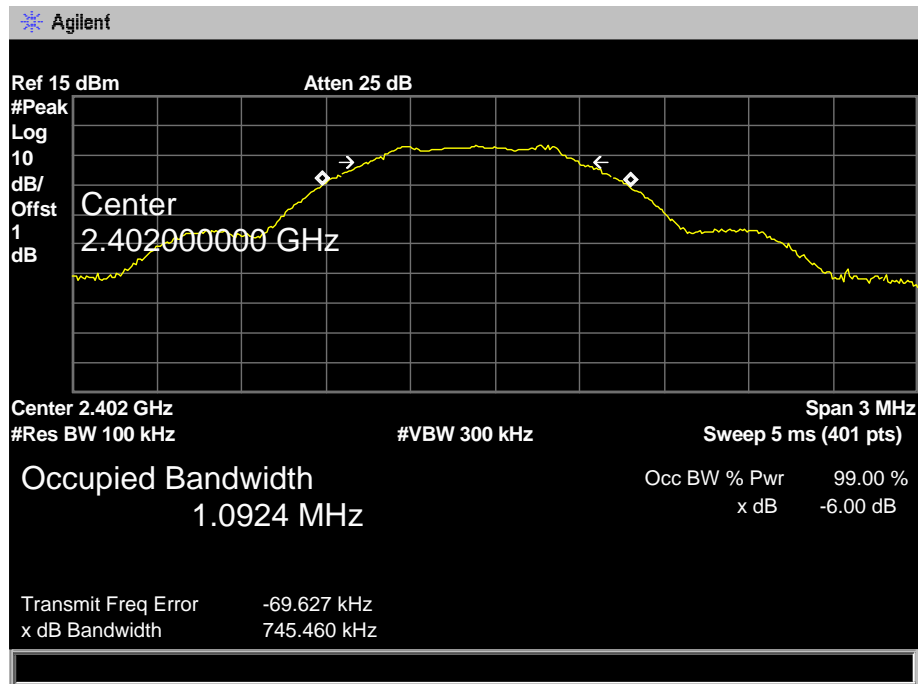 Agilent
Ref 15 dBm Atten 25 dB
#Peak
Log
10
dB/
Offst
1
dB
Center
2.402000000 GHz
Center 2.402 GHz Span 3 MHz
#Res BW 100 kHz #VBW 300 kHz Sweep 5 ms (401 pts)
Occupied Bandwidth Occ BW % Pwr 99.00 %
1.0924 MHz x dB -6.00 dB
Transmit Freq Error -69.627 kHz
x dB Bandwidth 745.460 kHz